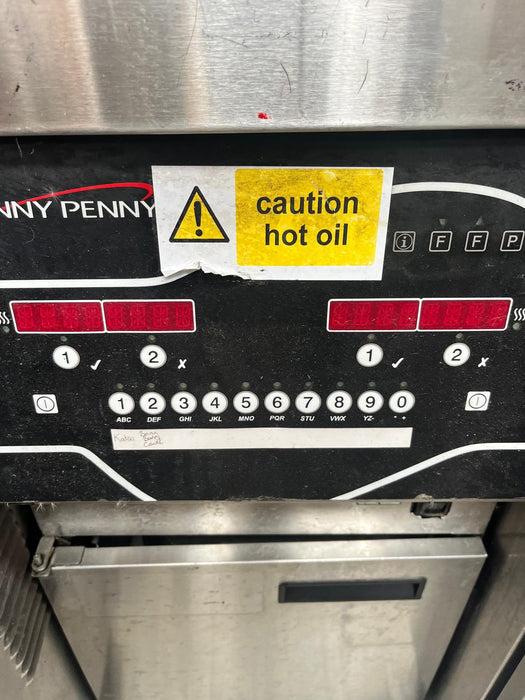 NNY PENNY
caution
hot oil
i F F P
1 ✓ 2 x 1 ✓ 2 x
1 2 3 4 5 6 7 8 9 0
ABC DEF GHI JKL MNO PQR STU VWX YZ- * +
Katsu